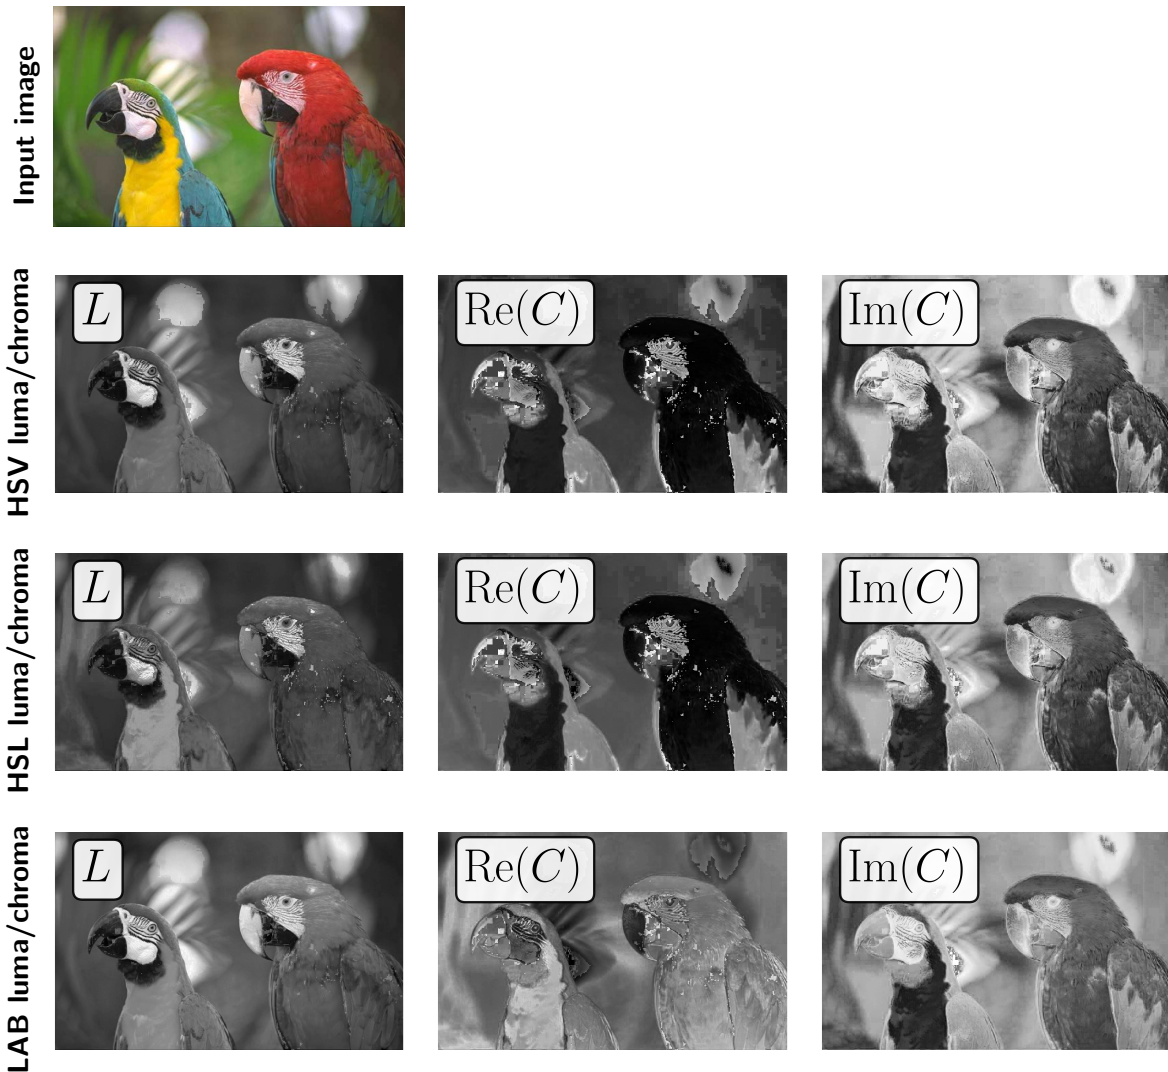 Input image
HSV luma/chroma
L
Re(C)
Im(C)
HSL luma/chroma
L
Re(C)
Im(C)
LAB luma/chroma
L
Re(C)
Im(C)